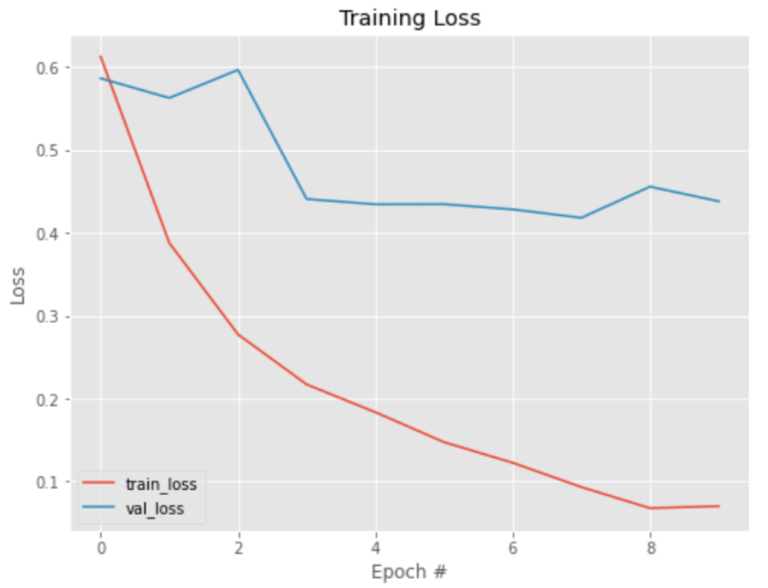 Training Loss
0.6
0.5
0.4
0.3
0.2
0.1
Loss
train_loss
val_loss
0 2 4 6 8
Epoch #